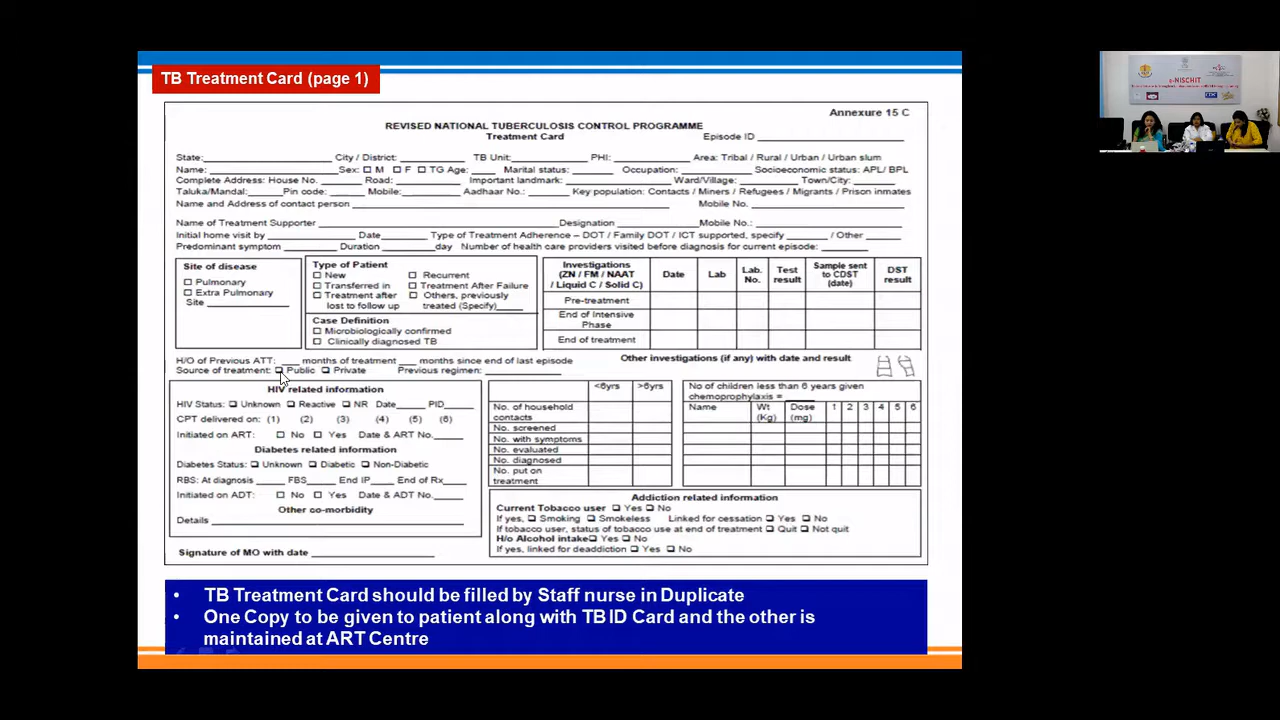 TB Treatment Card (page 1)
Annexure 15 C
REVISED NATIONAL TUBERCULOSIS CONTROL PROGRAMME
Treatment Card
Episode ID
State: City / District: TB Unit: PHI: Area: Tribal / Rural / Urban / Urban slum
Name: Sex: M F TG Age: Marital status: Occupation: Socioeconomic status: APL/ BPL
Complete Address: House No. Road: Important landmark: Ward/Village: Town/City:
Taluka/Mandal: Pin code: Mobile: Aadhaar No.: Key population: Contacts / Miners / Refugees / Migrants / Prison inmates
Name and Address of contact person Mobile No.
Name of Treatment Supporter Designation Mobile No.:
Initial home visit by Date Type of Treatment Adherence – DOT / Family DOT / ICT supported, specify / Other
Predominant symptom Duration day Number of health care providers visited before diagnosis for current episode:
Site of disease
Pulmonary
Extra Pulmonary
Site
Type of Patient
New Recurrent
Transferred in Treatment After Failure
Treatment after lost to follow up Others, previously treated (Specify)
Case Definition
Microbiologically confirmed
Clinically diagnosed TB
Investigations (ZN / FM / NAAT / Liquid C / Solid C) Date Lab Lab. No. Test result Sample sent to CDST (date) DST result
Pre-treatment
End of Intensive Phase
End of treatment
H/O of Previous ATT: months of treatment months since end of last episode
Source of treatment: Public Private Previous regimen:
Other investigations (if any) with date and result
HIV related information
HIV Status: Unknown Reactive NR Date PID
CPT delivered on: (1) (2) (3) (4) (5) (6)
Initiated on ART: No Yes Date & ART No.
Diabetes related information
Diabetes Status: Unknown Diabetic Non-Diabetic
RBS: At diagnosis FBS End IP End of Rx
Initiated on ADT: No Yes Date & ADT No.
Other co-morbidity
Details
Signature of MO with date
<6yrs >6yrs
No. of household contacts
No. screened
No. with symptoms
No. evaluated
No. diagnosed
No. put on treatment
No of children less than 6 years given chemoprophylaxis =
Name Wt (Kg) Dose (mg) 1 2 3 4 5 6
Addiction related information
Current Tobacco user Yes No
If yes, Smoking Smokeless Linked for cessation Yes No
If tobacco user, status of tobacco use at end of treatment Quit Not quit
H/o Alcohol intake Yes No
If yes, linked for deaddiction Yes No
• TB Treatment Card should be filled by Staff nurse in Duplicate
• One Copy to be given to patient along with TB ID Card and the other is
maintained at ART Centre
e-NISCHIT